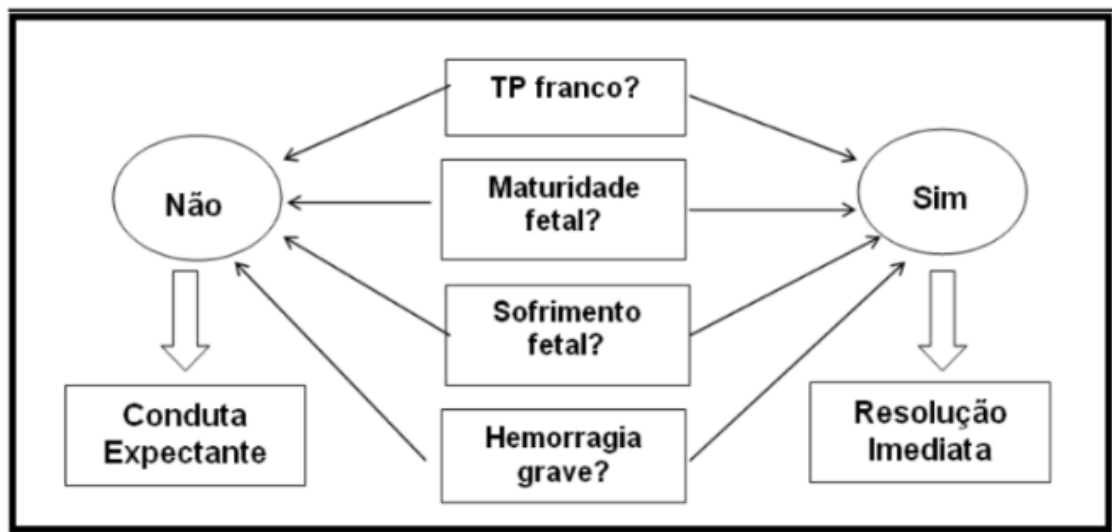 TP franco?
Não
Maturidade
fetal?
Sim
Sofrimento
fetal?
Conduta
Expectante
Hemorragia
grave?
Resolução
Imediata